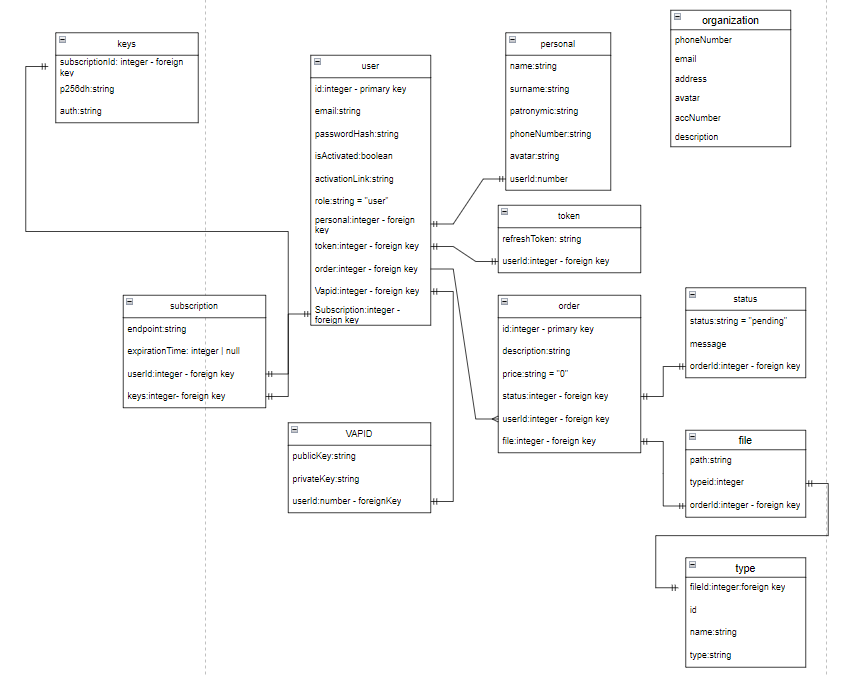 keys
subscriptionId: integer - foreign
key
p256dh:string
auth:string
user
id:integer - primary key
email:string
passwordHash:string
isActivated:boolean
activationLink:string
role:string = "user"
personal:integer - foreign
key
token:integer - foreign key
order:integer - foreign key
Vapid:integer - foreign key
Subscription:integer -
foreign key
personal
name:string
surname:string
patronymic:string
phoneNumber:string
avatar:string
userId:number
organization
phoneNumber
email
address
avatar
accNumber
description
token
refreshToken: string
userId:integer - foreign key
subscription
endpoint:string
expirationTime: integer | null
userId:integer - foreign key
keys:integer- foreign key
order
id:integer - primary key
description:string
price:string = "0"
status:integer - foreign key
userId:integer - foreign key
file:integer - foreign key
status
status:string = "pending"
message
orderId:integer - foreign key
VAPID
publicKey:string
privateKey:string
userId:number - foreignKey
file
path:string
typeid:integer
orderId:integer - foreign key
type
fileId:integer:foreign key
id
name:string
type:string